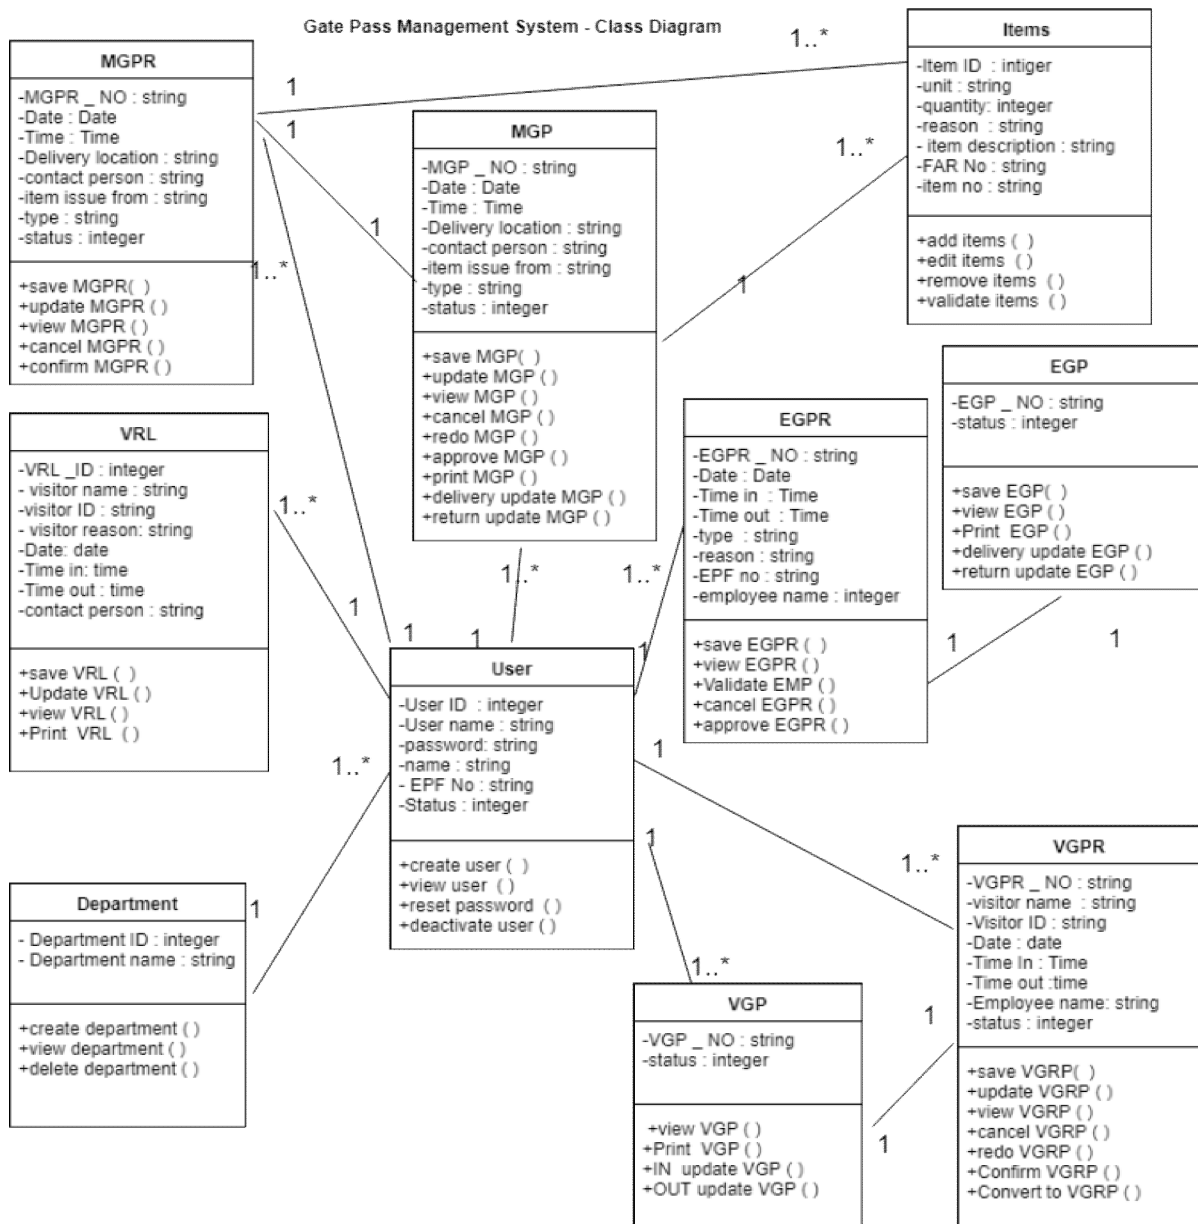 Gate Pass Management System - Class Diagram
MGPR
-MGPR _ NO : string
-Date : Date
-Time : Time
-Delivery location : string
-contact person : string
-item issue from : string
-type : string
-status : integer
+save MGPR( )
+update MGPR ( )
+view MGPR ( )
+cancel MGPR ( )
+confirm MGPR ( )
1
1
1..*
1..*
1
MGP
-MGP _ NO : string
-Date : Date
-Time : Time
-Delivery location : string
-contact person : string
-item issue from : string
-type : string
-status : integer
+save MGP( )
+update MGP ( )
+view MGP ( )
+cancel MGP ( )
+redo MGP ( )
+approve MGP ( )
+print MGP ( )
+delivery update MGP ( )
+return update MGP ( )
1..*
1
Items
-Item ID : intiger
-unit : string
-quantity: integer
-reason : string
- item description : string
-FAR No : string
-item no : string
+add items ( )
+edit items ( )
+remove items ( )
+validate items ( )
VRL
-VRL _ID : integer
- visitor name : string
-visitor ID : string
- visitor reason: string
-Date: date
-Time in: time
-Time out : time
-contact person : string
+save VRL ( )
+Update VRL ( )
+view VRL ( )
+Print VRL ( )
1..*
1
1
1
1..*
1..*
1
EGPR
-EGPR _ NO : string
-Date : Date
-Time in : Time
-Time out : Time
-type : string
-reason : string
-EPF no : string
-employee name : integer
+save EGPR ( )
+view EGPR ( )
+Validate EMP ( )
+cancel EGPR ( )
+approve EGPR ( )
EGP
-EGP _ NO : string
-status : integer
+save EGP( )
+view EGP ( )
+Print EGP ( )
+delivery update EGP ( )
+return update EGP ( )
1
1
User
-User ID : integer
-User name : string
-password: string
-name : string
- EPF No : string
-Status : integer
+create user ( )
+view user ( )
+reset password ( )
+deactivate user ( )
1..*
1
1
1
1..*
1..*
Department
- Department ID : integer
- Department name : string
+create department ( )
+view department ( )
+delete department ( )
VGP
-VGP _ NO : string
-status : integer
+view VGP ( )
+Print VGP ( )
+IN update VGP ( )
+OUT update VGP ( )
1
1
VGPR
-VGPR _ NO : string
-visitor name : string
-Visitor ID : string
-Date : date
-Time In : Time
-Time out :time
-Employee name: string
-status : integer
+save VGRP( )
+update VGRP ( )
+view VGRP ( )
+cancel VGRP ( )
+redo VGRP ( )
+Confirm VGRP ( )
+Convert to VGRP ( )